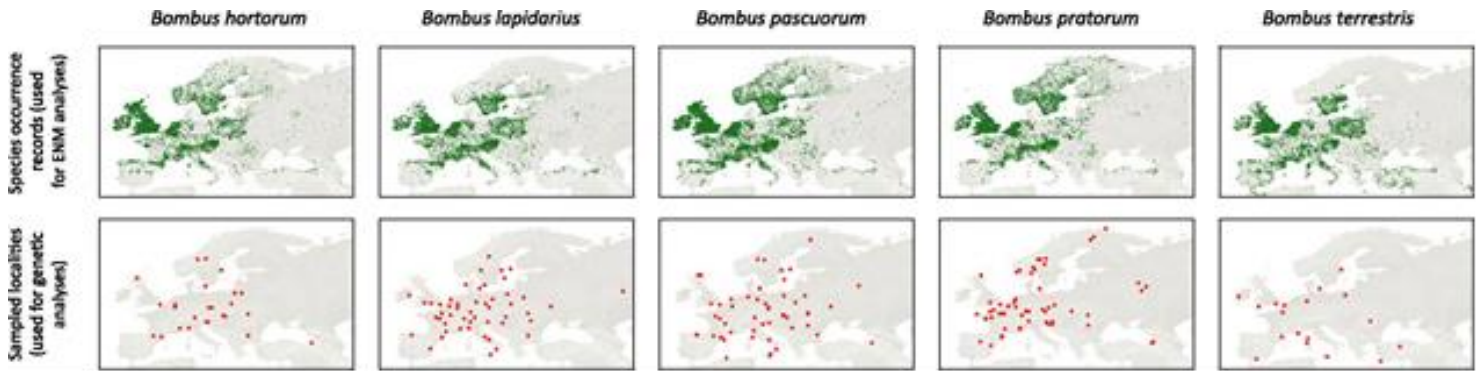 Bombus hortorum
Bombus lapidarius
Bombus pascuorum
Bombus pratorum
Bombus terrestris
Species occurrence
records (used
for ENM analyses)
Sampled localities
(used for genetic
analyses)